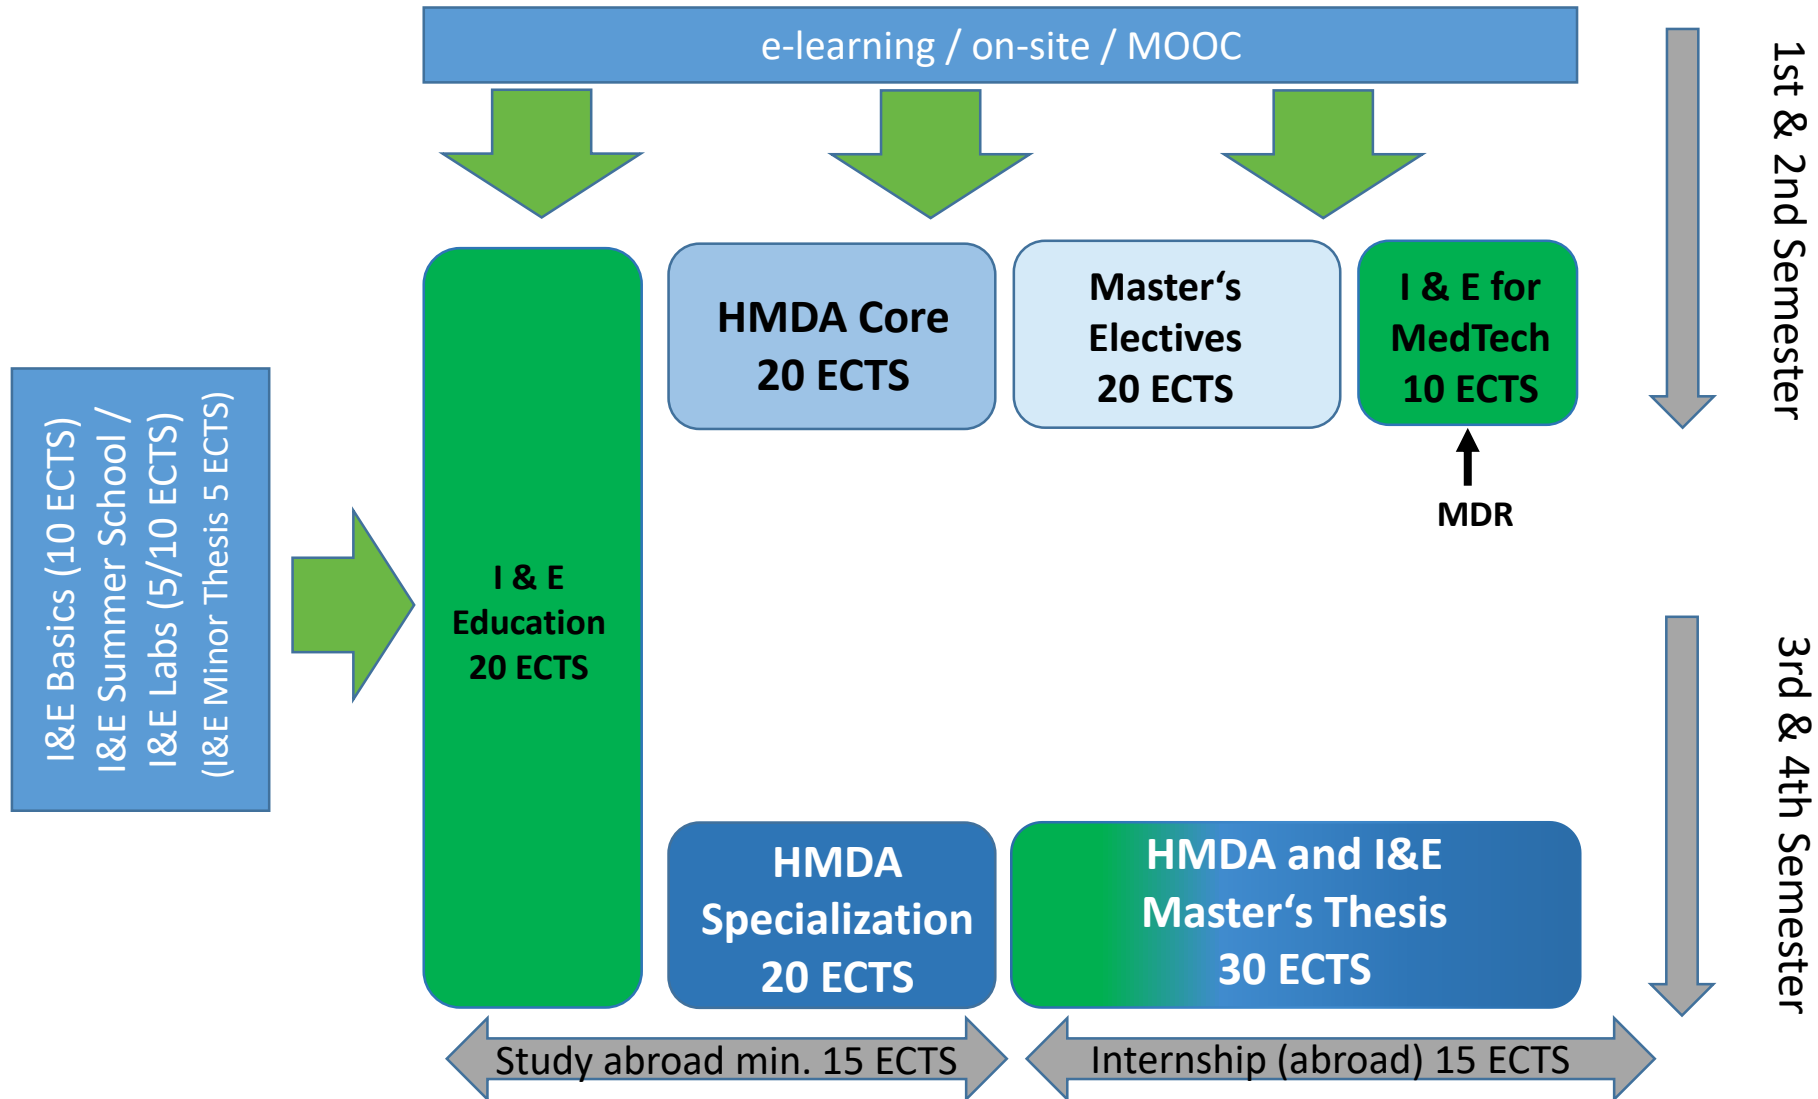 e-learning / on-site / MOOC
1st & 2nd Semester
HMDA Core
20 ECTS
Master‘s
Electives
20 ECTS
I & E for
MedTech
10 ECTS
MDR
I&E Basics (10 ECTS)
I&E Summer School /
I&E Labs (5/10 ECTS)
(I&E Minor Thesis 5 ECTS)
I & E
Education
20 ECTS
3rd & 4th Semester
HMDA
Specialization
20 ECTS
HMDA and I&E
Master‘s Thesis
30 ECTS
Study abroad min. 15 ECTS
Internship (abroad) 15 ECTS